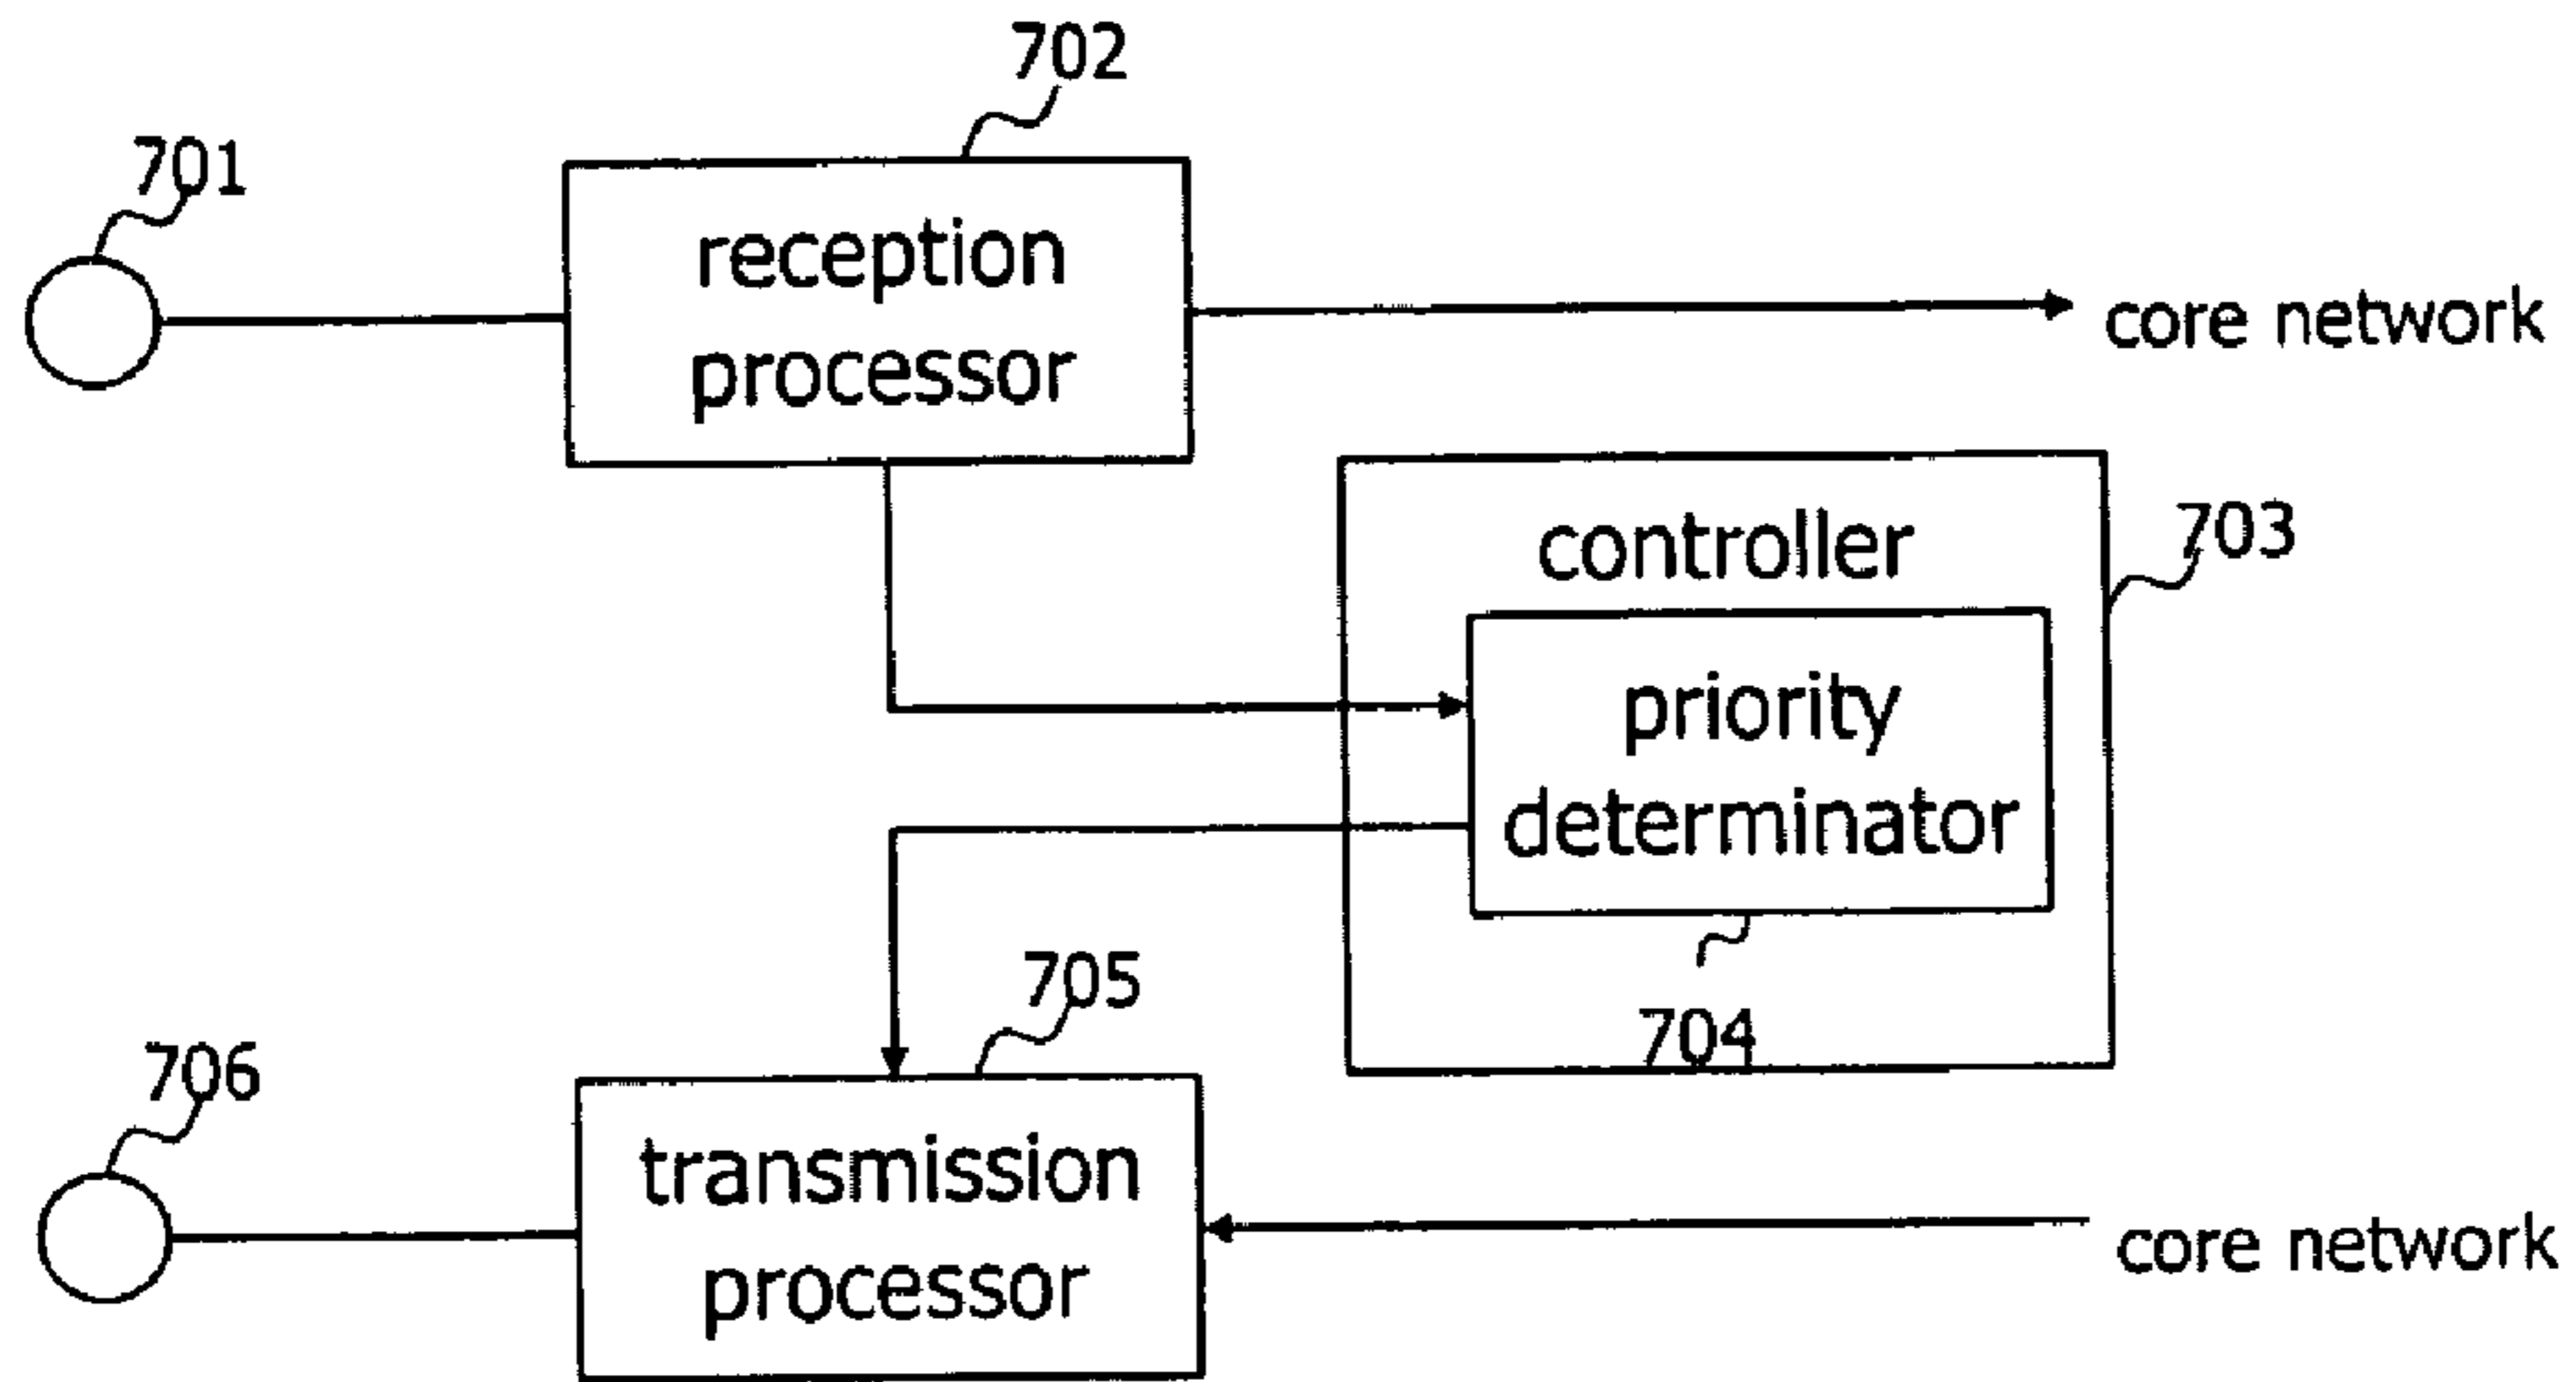 702
701
reception
processor
core network
controller
703
priority
determinator
704
705
706
transmission
processor
core network